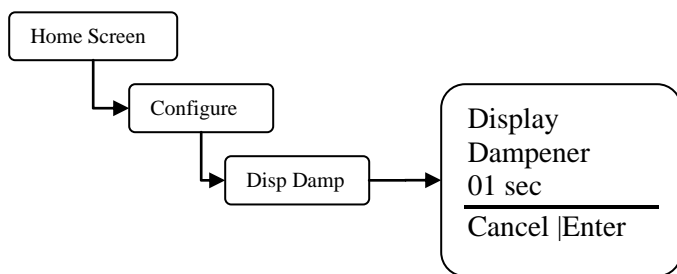 Home Screen
Configure
Disp Damp
Display
Dampener
01 sec
Cancel |Enter